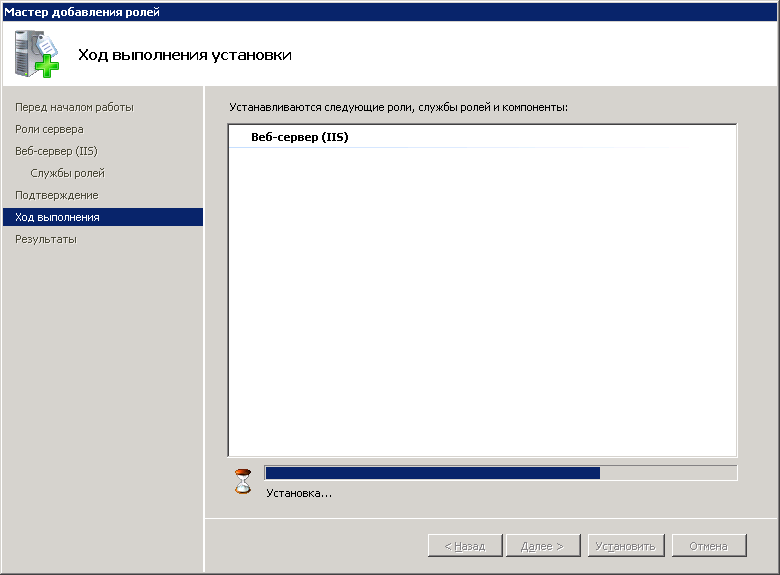 Мастер добавления ролей
Ход выполнения установки
Перед началом работы
Роли сервера
Веб-сервер (IIS)
Службы ролей
Подтверждение
Ход выполнения
Результаты
Устанавливаются следующие роли, службы ролей и компоненты:
Веб-сервер (IIS)
Установка...
< Назад
Далее >
Установить
Отмена